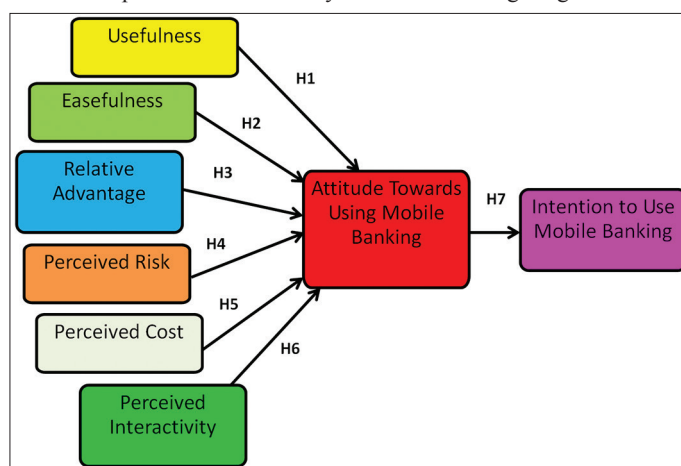 Usefulness
H1
Easefulness
H2
Relative
Advantage
H3
Attitude Towards
Using Mobile
Banking
H7
Intention to Use
Mobile Banking
Perceived Risk
H4
Perceived Cost
H5
H6
Perceived
Interactivity